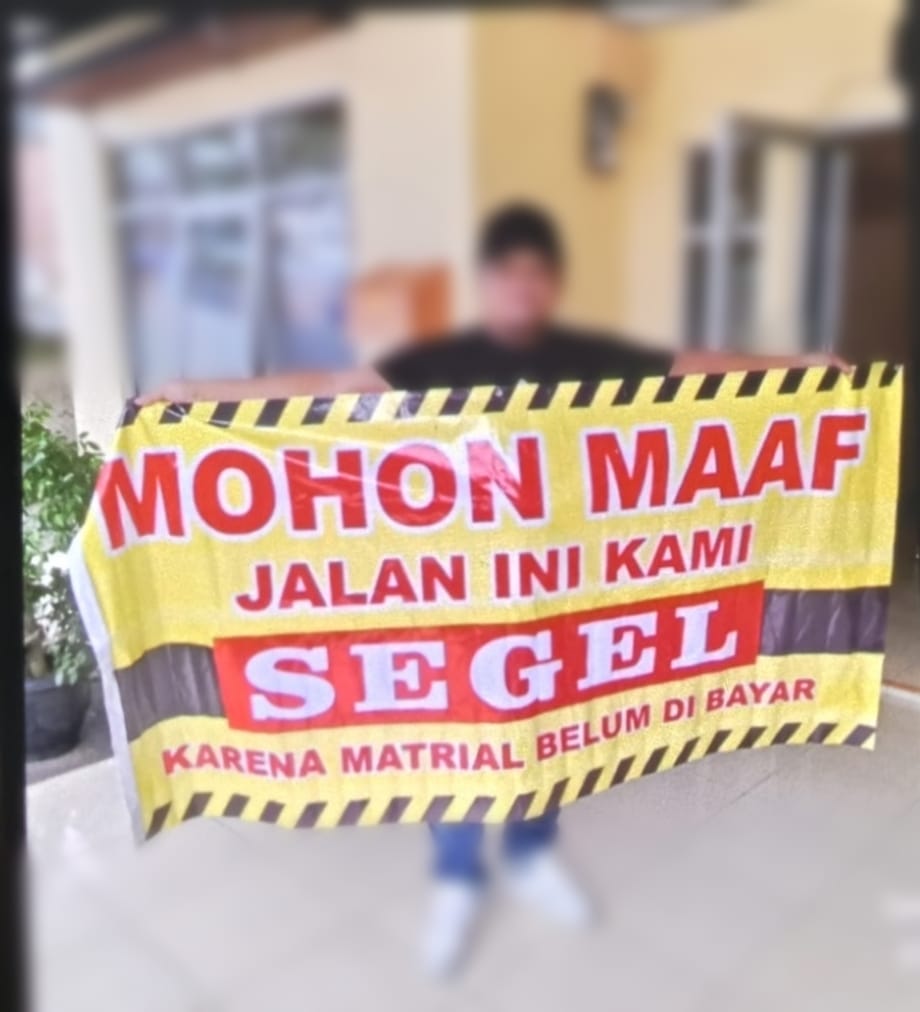 MOHON MAAF
JALAN INI KAMI
SEGEL
KARENA MATRIAL BELUM DI BAYAR